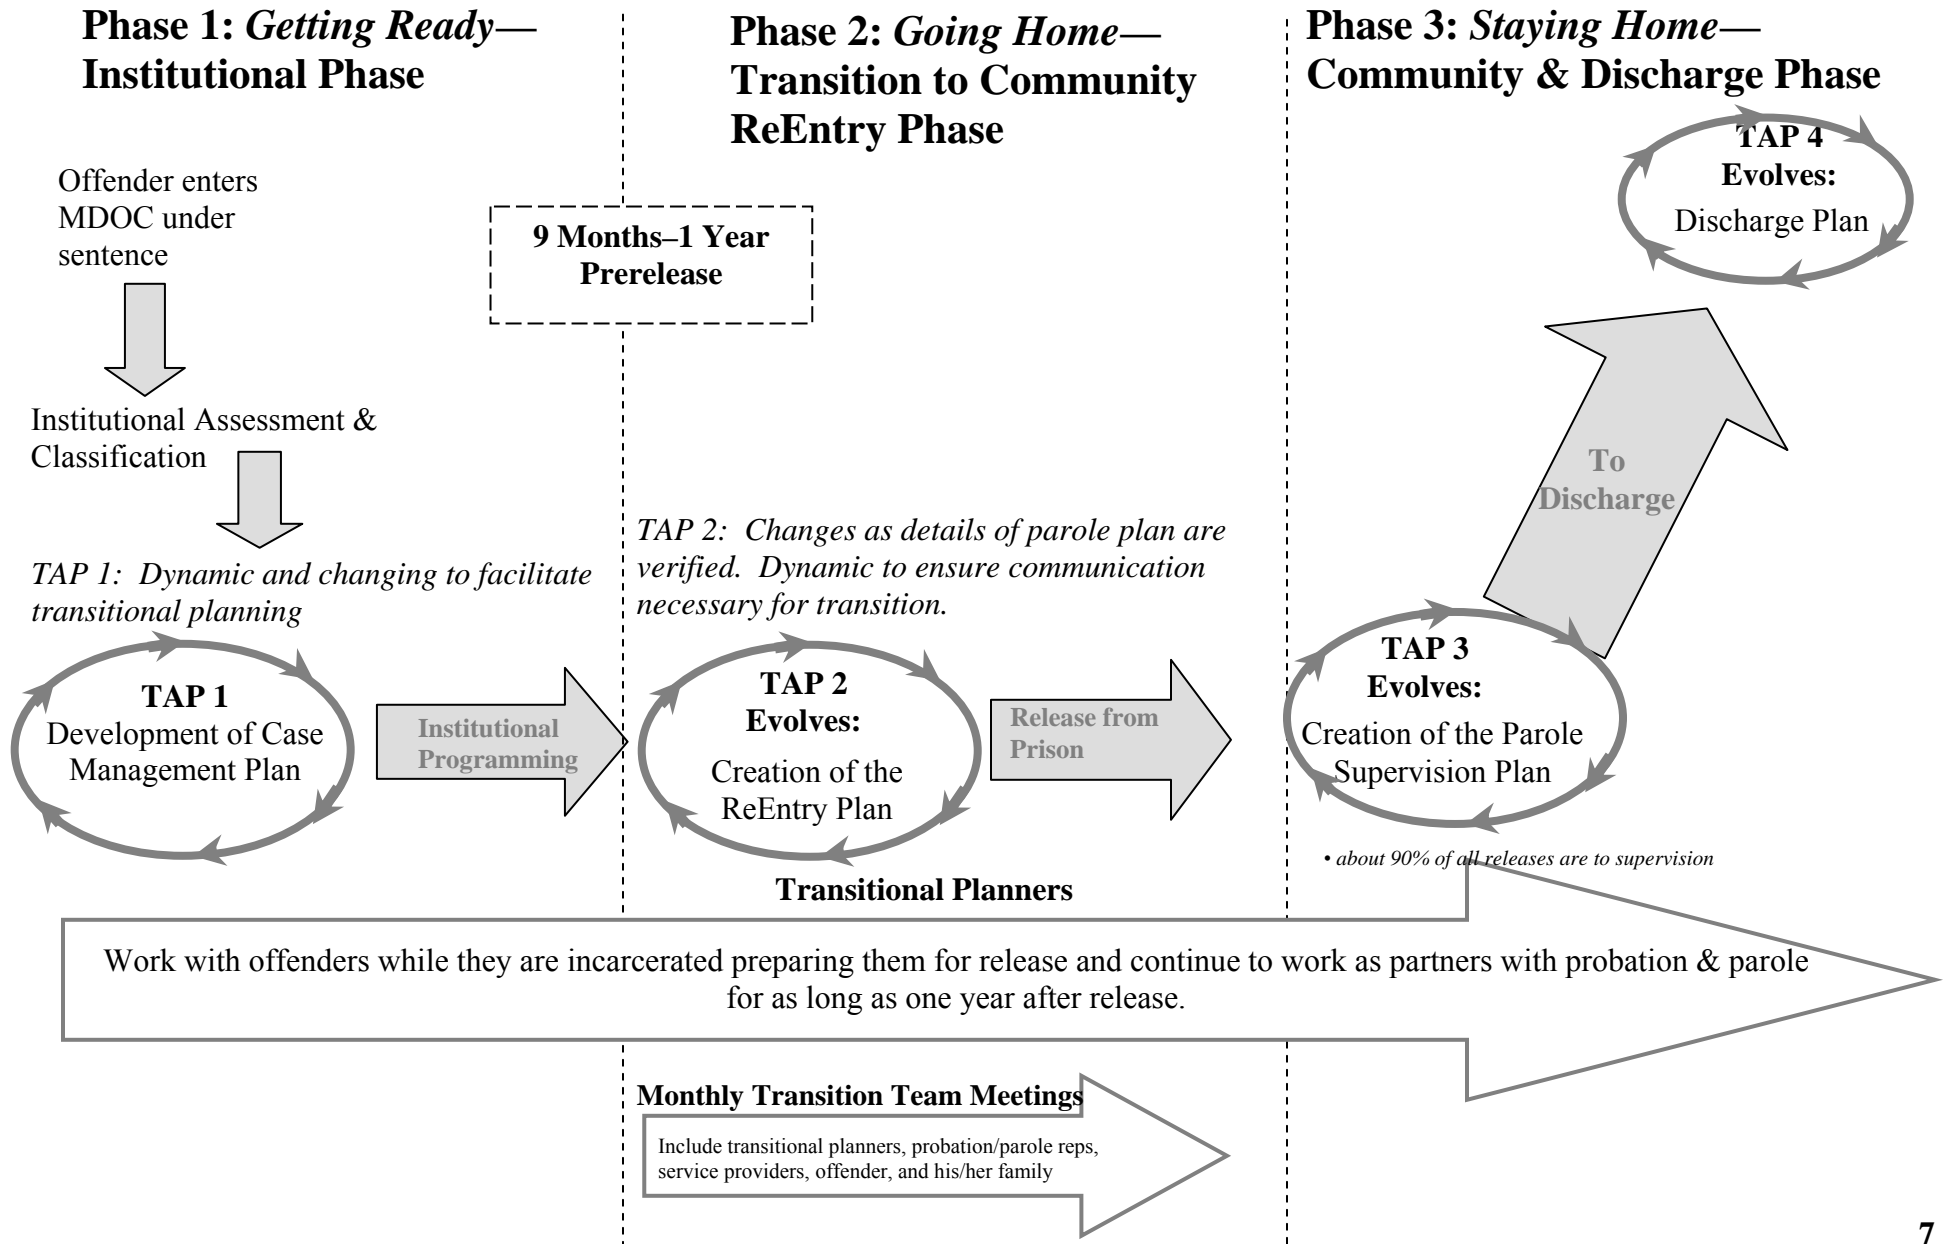 Phase 1: Getting Ready—
Institutional Phase
Phase 2: Going Home—
Transition to Community
ReEntry Phase
Phase 3: Staying Home—
Community & Discharge Phase
Offender enters
MDOC under
sentence
9 Months–1 Year
Prerelease
TAP 4
Evolves:
Discharge Plan
Institutional Assessment &
Classification
To
Discharge
TAP 1:  Dynamic and changing to facilitate
transitional planning
TAP 2:  Changes as details of parole plan are
verified.  Dynamic to ensure communication
necessary for transition.
TAP 1
Development of Case
Management Plan
Institutional
Programming
TAP 2
Evolves:
Creation of the
ReEntry Plan
Release from
Prison
TAP 3
Evolves:
Creation of the Parole
Supervision Plan
• about 90% of all releases are to supervision
Transitional Planners
Work with offenders while they are incarcerated preparing them for release and continue to work as partners with probation & parole
for as long as one year after release.
Monthly Transition Team Meetings
Include transitional planners, probation/parole reps,
service providers, offender, and his/her family
7